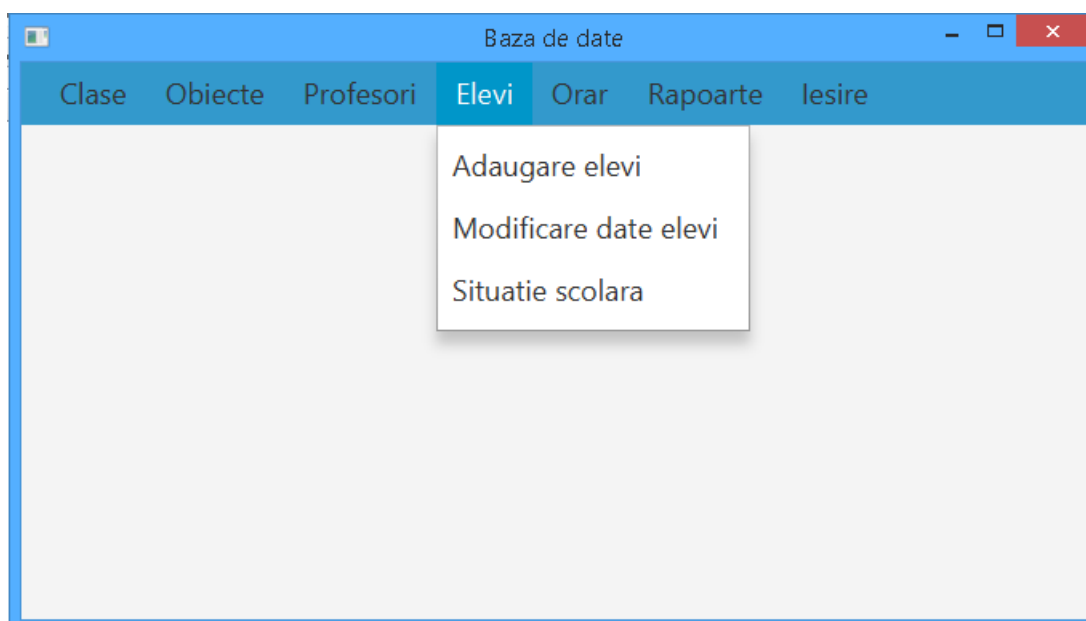 Baza de date
Clase Obiecte Profesori Elevi Orar Rapoarte Iesire
Adaugare elevi
Modificare date elevi
Situatie scolara